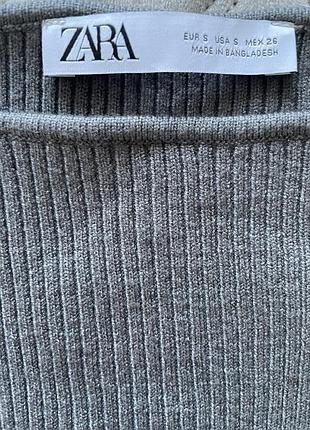 ZARA
EUR S USA S MEX 26
MADE IN BANGLADESH